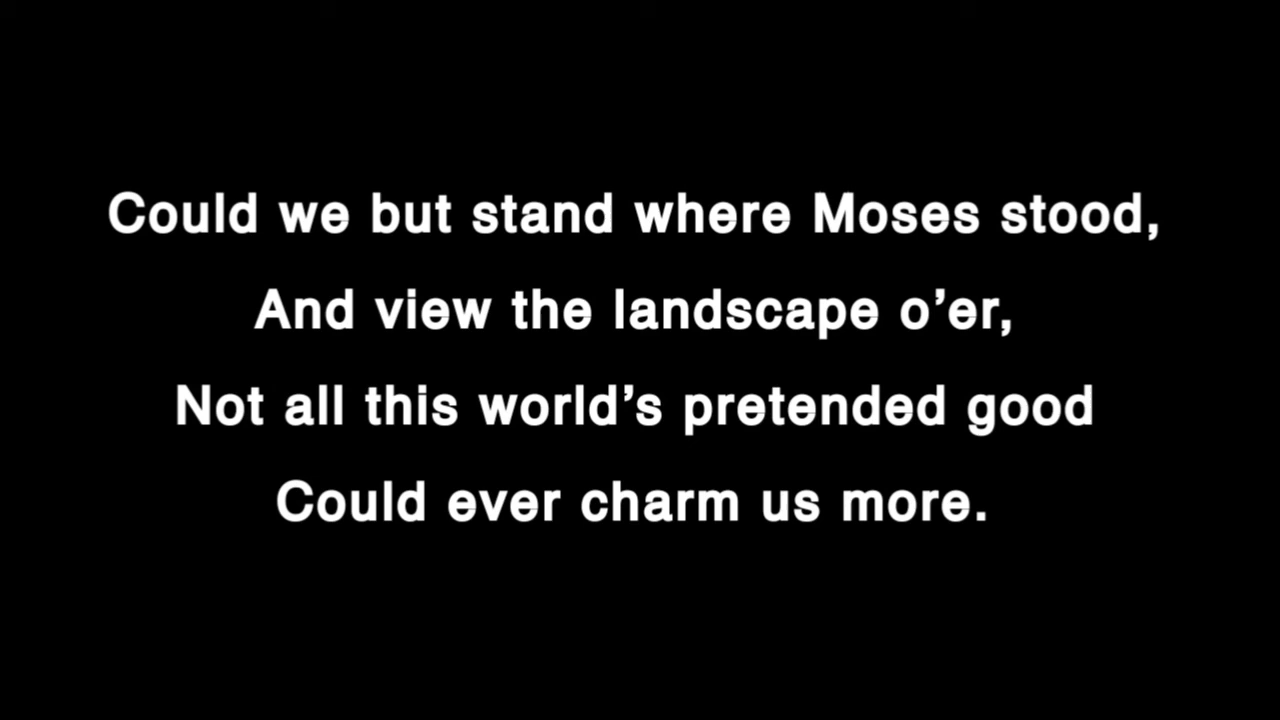 Could we but stand where Moses stood,
And view the landscape o’er,
Not all this world’s pretended good
Could ever charm us more.